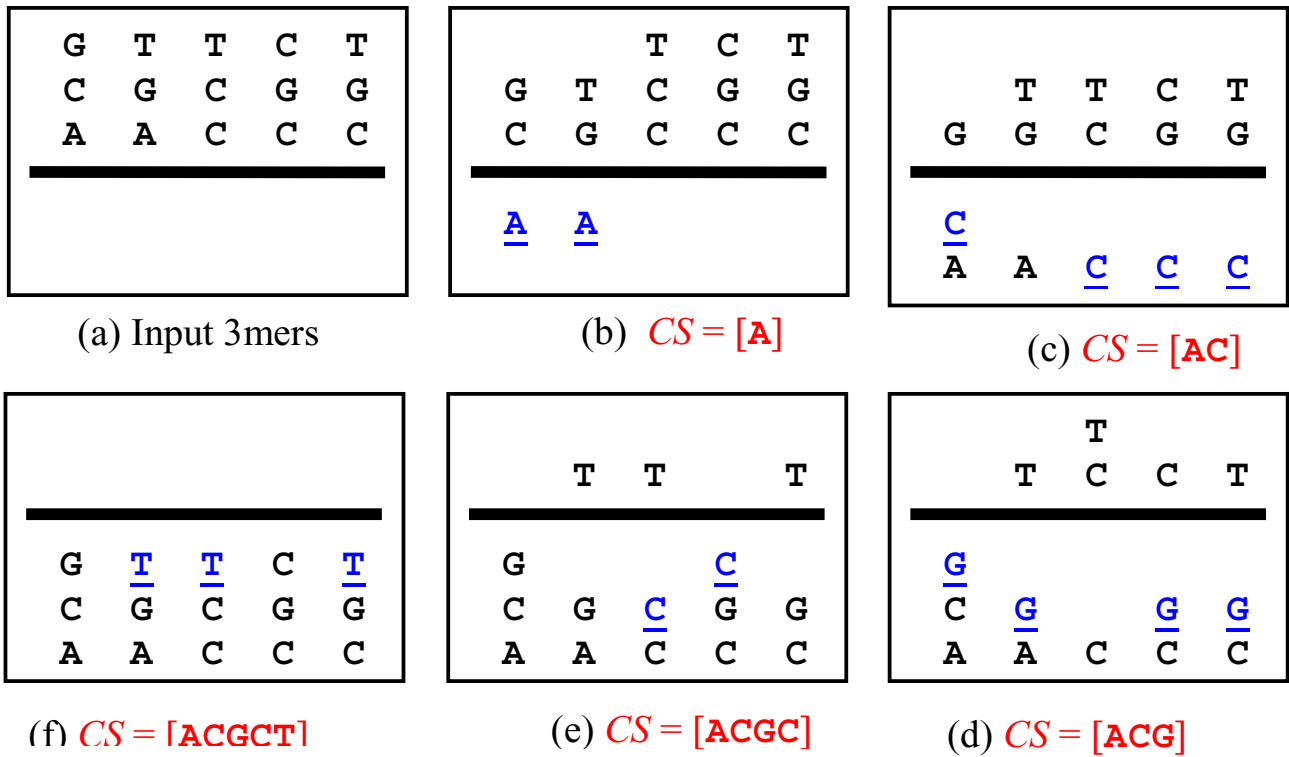 G T T C T
C G C G G
A A C C C
(a) Input 3mers
T C T
G T C G G
C G C C C
A A
(b) CS = [A]
T T C T
G G C G G
C
A A C C C
(c) CS = [AC]
G T T C T
C G C G G
A A C C C
(f) CS = [ACGCT]
T T T
G C
C G C G G
A A C C C
(e) CS = [ACGC]
T
T C C T
G
C G G G
A A C C C
(d) CS = [ACG]